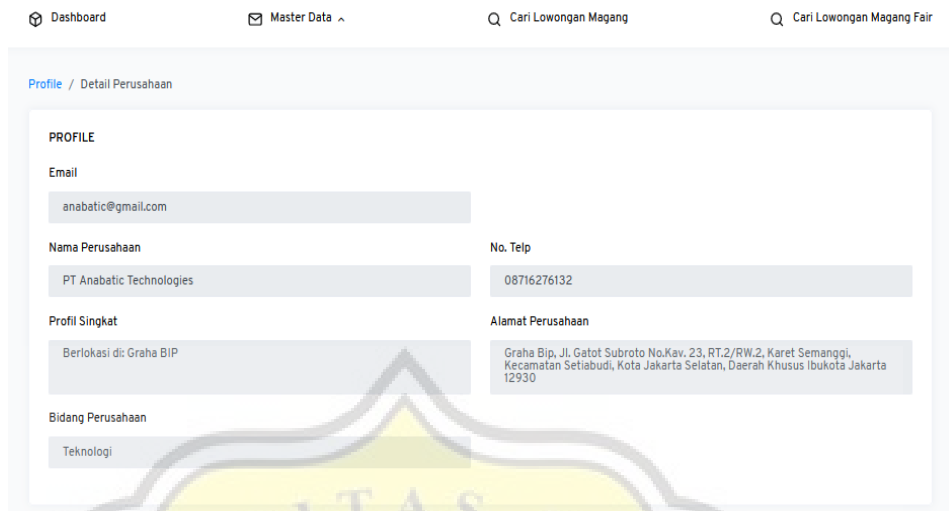 Dashboard
Master Data
Cari Lowongan Magang
Cari Lowongan Magang Fair
Profile / Detail Perusahaan
PROFILE
Email
anabatic@gmail.com
Nama Perusahaan
No. Telp
PT Anabatic Technologies
08716276132
Profil Singkat
Alamat Perusahaan
Berlokasi di: Graha BIP
Graha Bip, Jl. Gatot Subroto No.Kav. 23, RT.2/RW.2, Karet Semanggi,
Kecamatan Setiabudi, Kota Jakarta Selatan, Daerah Khusus Ibukota Jakarta
12930
Bidang Perusahaan
Teknologi
ITAS